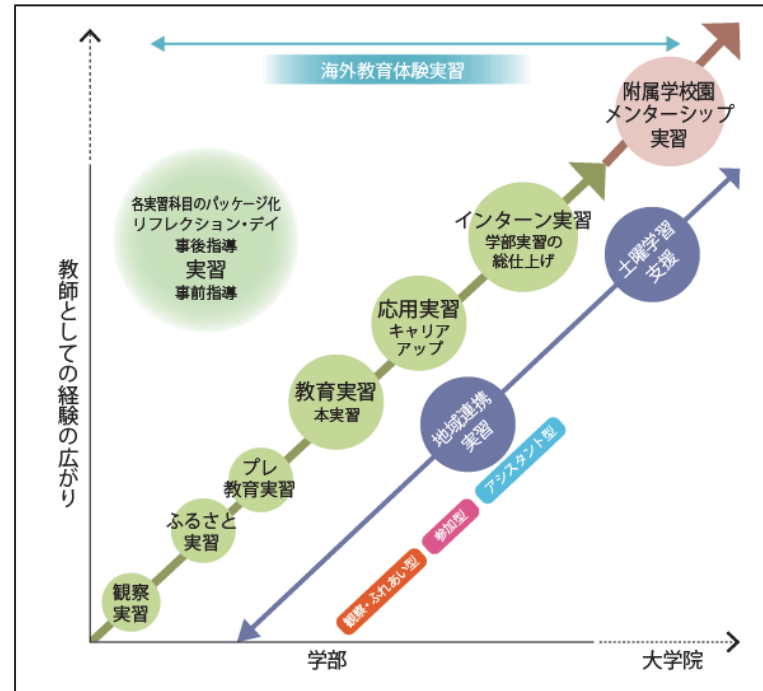 海外教育体験実習
附属学校園
メンターシップ
実習
各実習科目のパッケージ化
リフレクション・デイ
事後指導
実習
事前指導
インターン実習
学部実習の
総仕上げ
土曜学習
支援
応用実習
キャリア
アップ
教育実習
本実習
地域連携
実習
プレ
教育実習
ふるさと
実習
観察
実習
アシスタント型
参加型
観察・ふれあい型
教師としての経験の広がり
学部
大学院